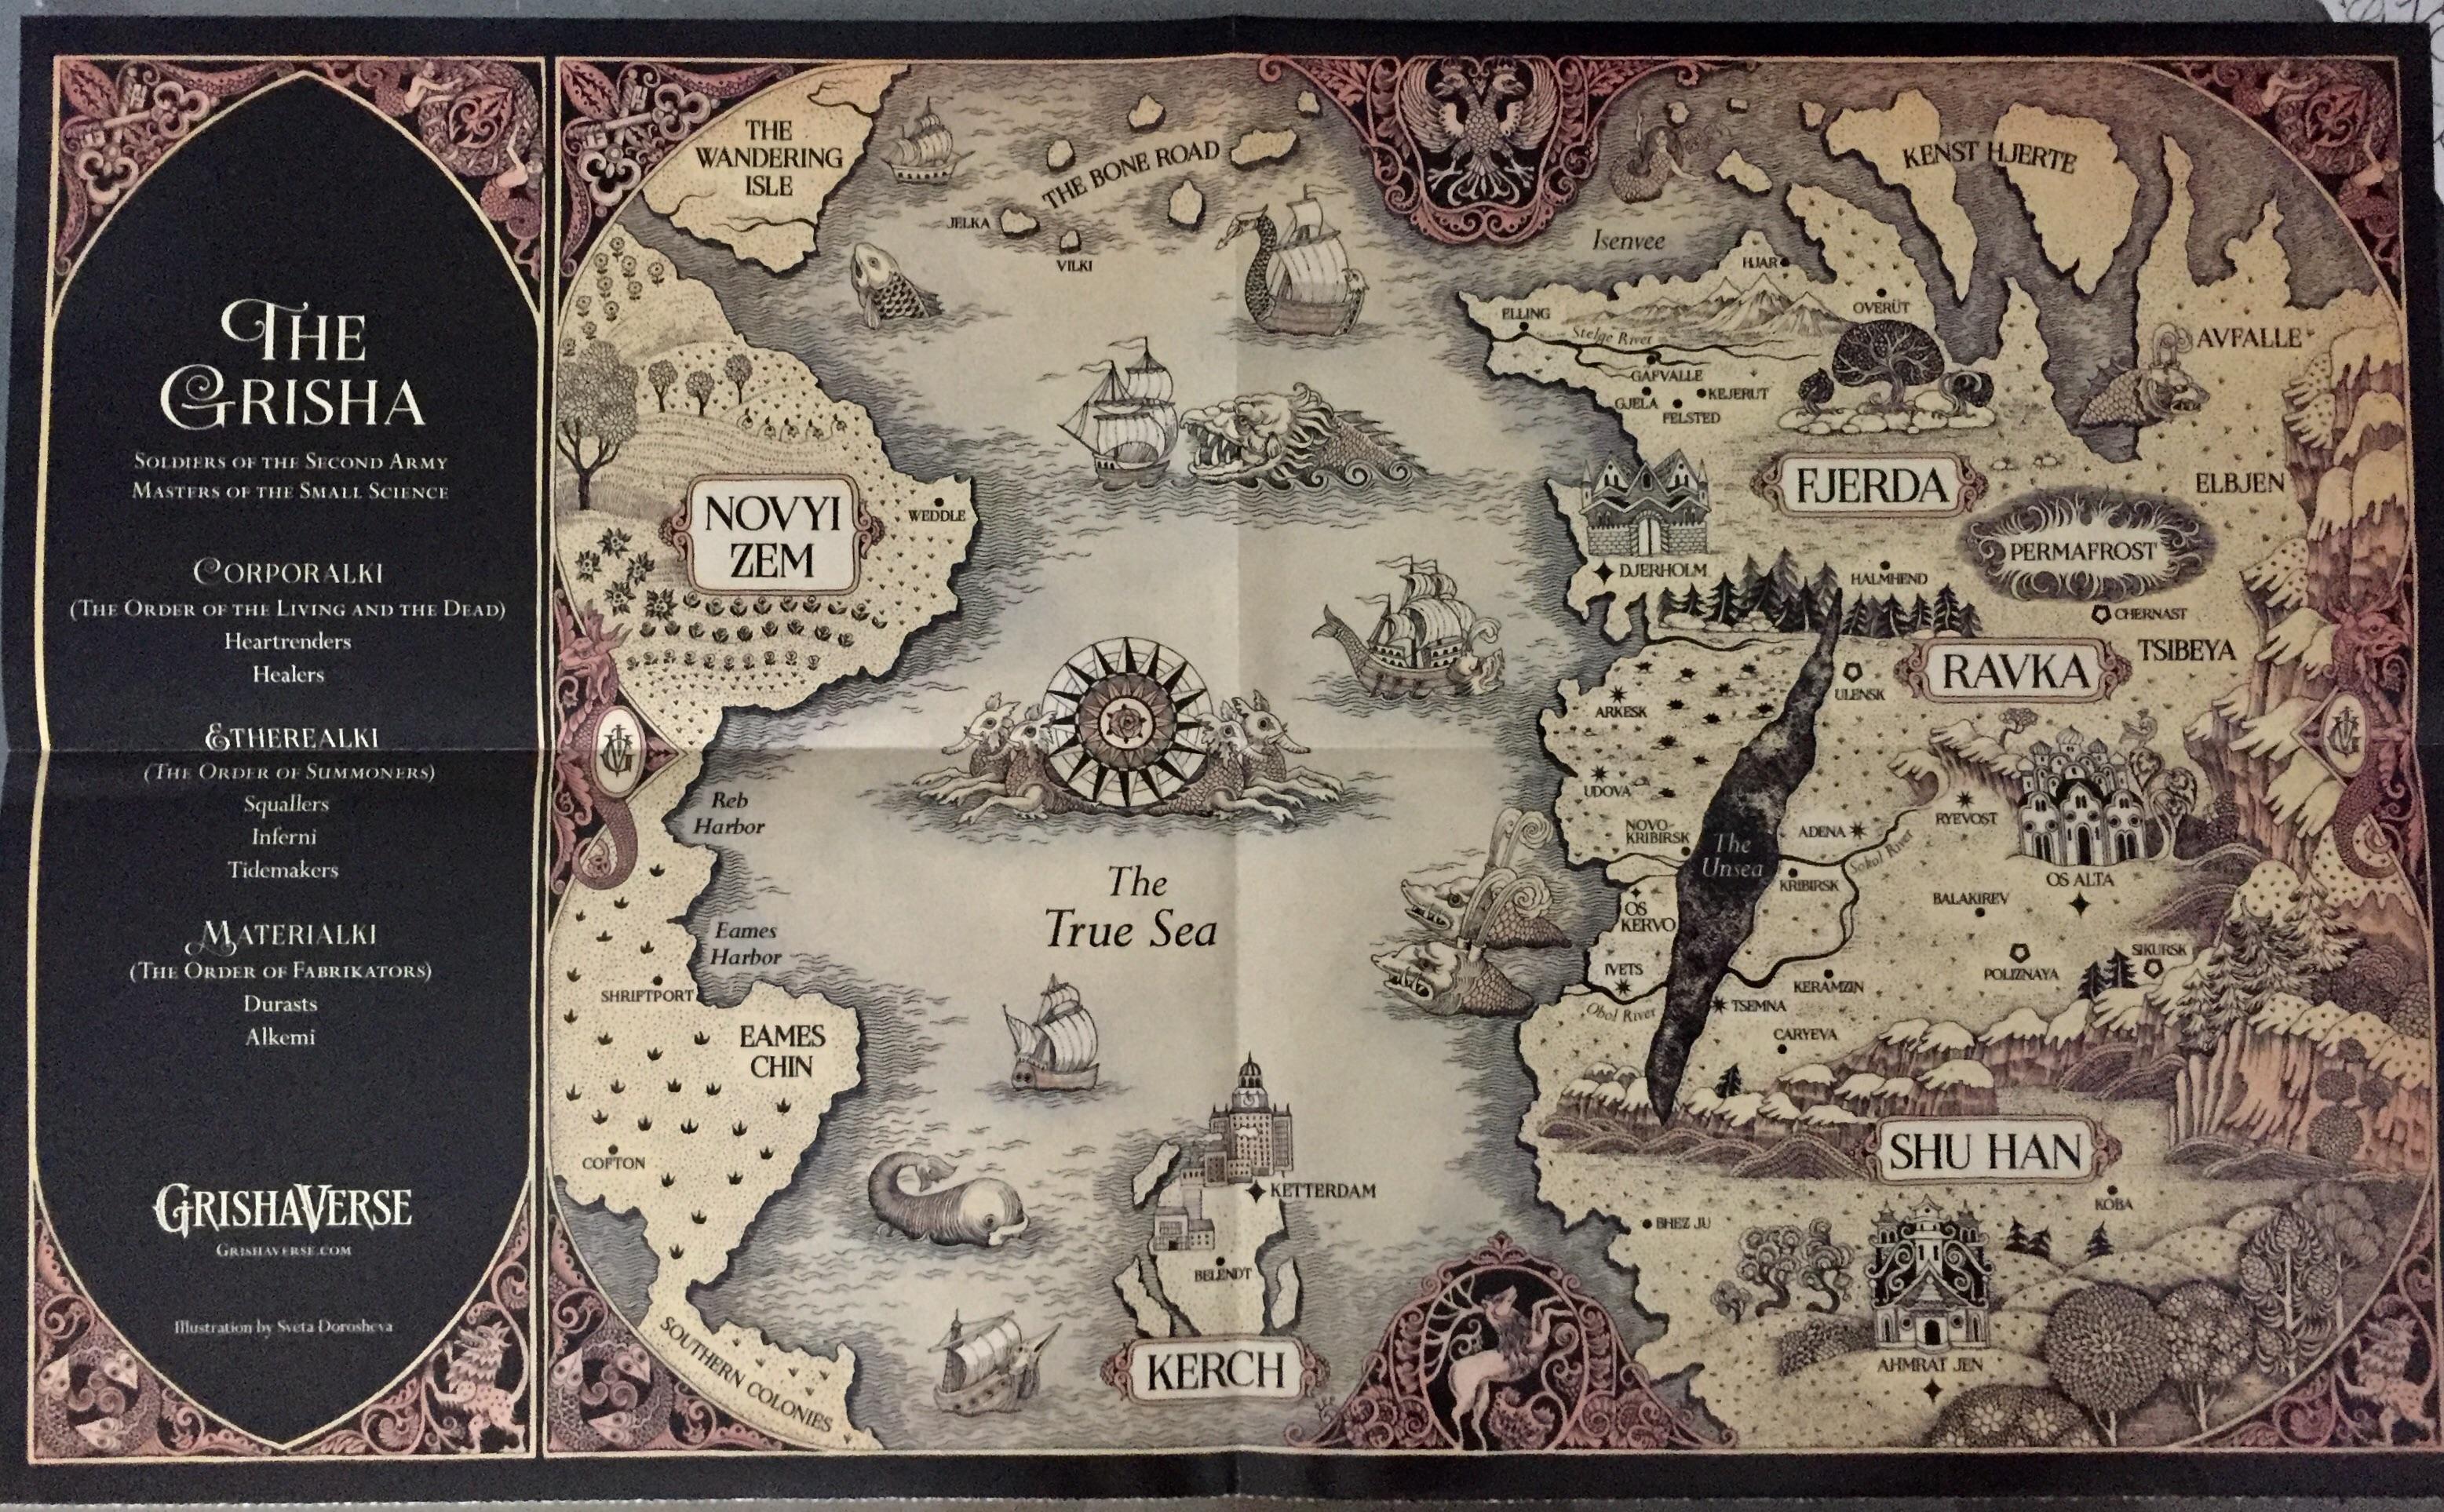 THE
GRISHA
SOLDIERS OF THE SECOND ARMY
MASTERS OF THE SMALL SCIENCE
CORPORALKI
(THE ORDER OF THE LIVING AND THE DEAD)
Heartrenders
Healers
ETHEREALKI
(THE ORDER OF SUMMONERS)
Squallers
Inferni
Tidemakers
MATERIALKI
(THE ORDER OF FABRIKATORS)
Durasts
Alkemi
GRISHAVERSE
GRISHAVERSE.COM
Illustration by Sveta Dorosheva
THE
WANDERING
ISLE
THE BONE ROAD
JELKA
VILKI
KENST HJERTE
Isenvee
HJAR
ELLING
Stelge River
OVERÜT
AVFALLE
GÄFVALLE
GJELA
KEJERUT
FELSTED
FJERDA
ELBJEN
NOVYI
ZEM
WEDDLE
PERMAFROST
DJERHOLM
HALMHEND
CHERNAST
RAVKA
TSIBEYA
ULENSK
ARKESK
UDOVA
NOVO-
KRIBIRSK
The
Unsea
ADENA
Sokol River
RYEVOST
KRIBIRSK
OS ALTA
BALAKIREV
OS
KERVO
IVETS
Obol River
POLIZNAYA
SIKURSK
KERAMZIN
TSEMNA
CARYEVA
Reb
Harbor
The
True Sea
Eames
Harbor
SHRIFTPORT
EAMES
CHIN
COFTON
SOUTHERN COLONIES
KETTERDAM
BELENDT
KERCH
SHU HAN
KOBA
BHEZ JU
AHMRAT JEN